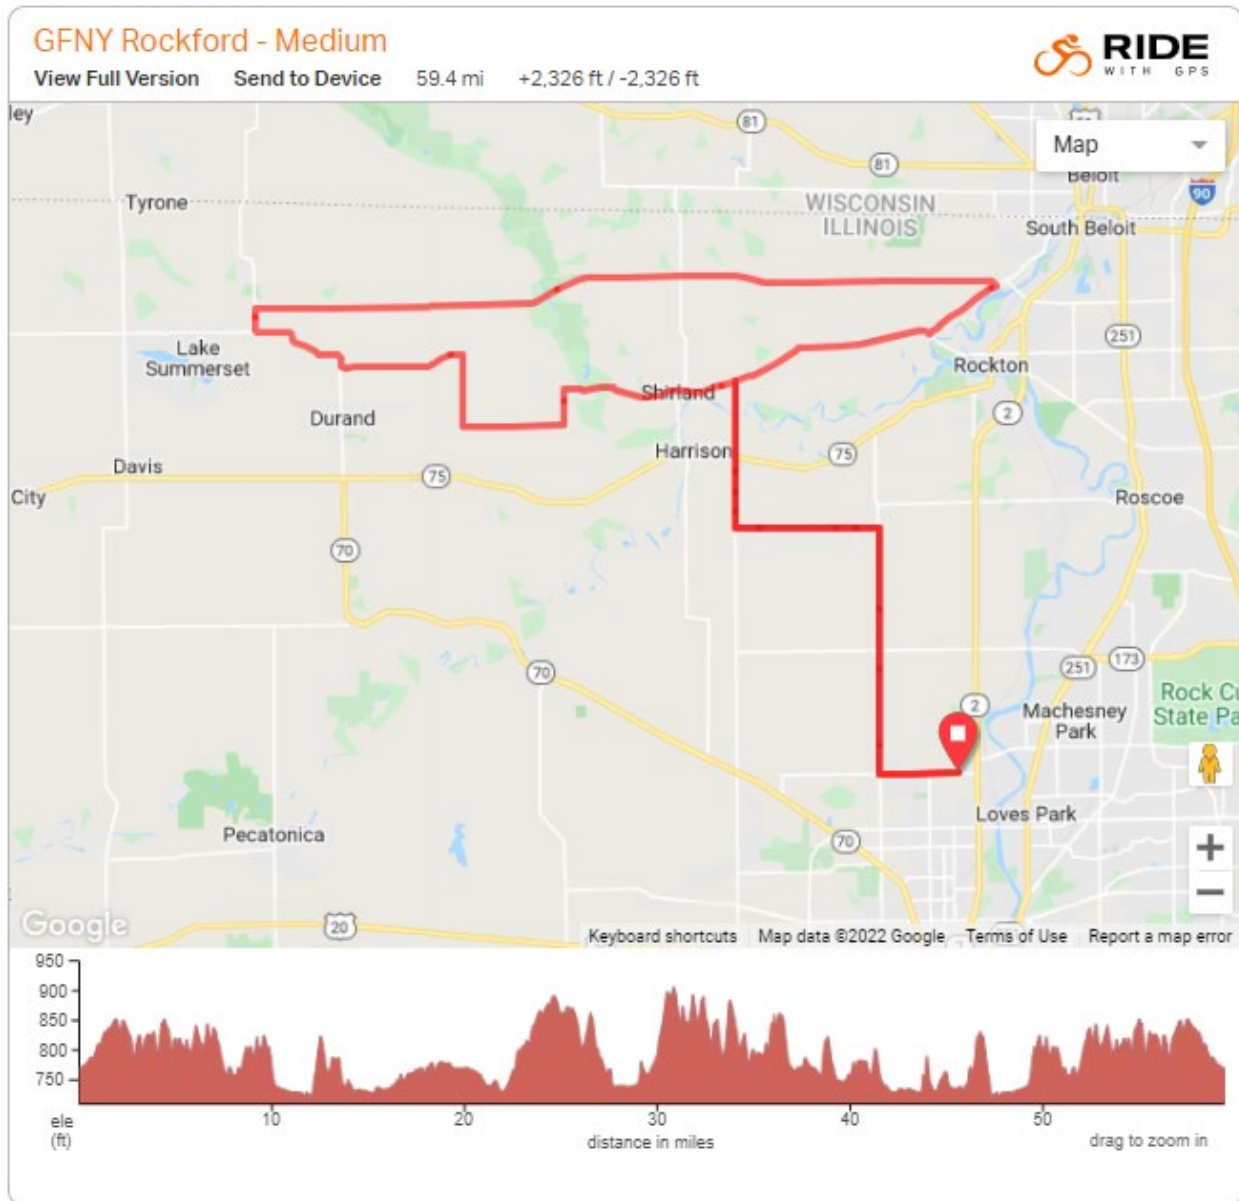 GFNY Rockford - Medium
View Full Version Send to Device 59.4 mi +2,326 ft / -2,326 ft
RIDE
WITH GPS
ley
81
Map
81
Beloit
90
Tyrone
WISCONSIN
ILLINOIS
South Beloit
251
Lake
Summerset
Rockton
Shirland
Durand
2
Harrison
75
Davis
75
City
Roscoe
70
70
251
173
Rock Cu
State Pa
2
Machesney
Park
Loves Park
Pecatonica
70
20
Google
Keyboard shortcuts Map data ©2022 Google Terms of Use Report a map error
2
950
900
850
800
750
ele
(ft)
10 20 30 40 50
distance in miles
drag to zoom in